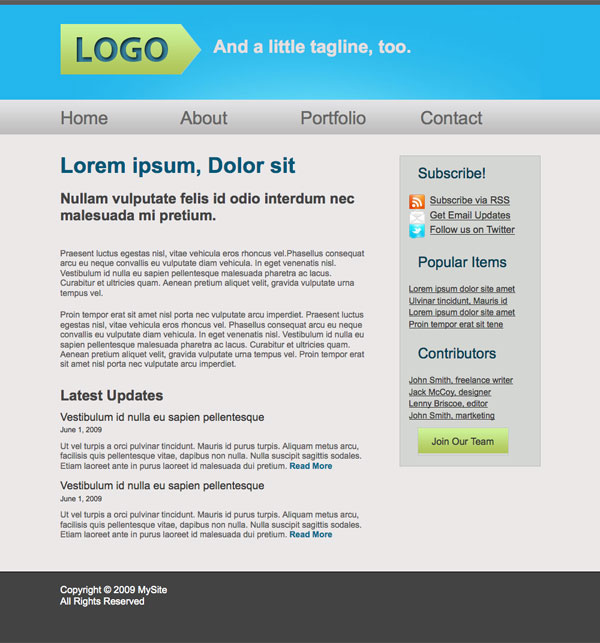 LOGO
And a little tagline, too.
Home About Portfolio Contact
Lorem ipsum, Dolor sit
Nullam vulputate felis id odio interdum nec
malesuada mi pretium.
Praesent luctus egestas nisl, vitae vehicula eros rhoncus vel.Phasellus consequat
arcu eu neque convallis eu vulputate diam vehicula. In eget venenatis nisl.
Vestibulum id nulla eu sapien pellentesque malesuada pharetra ac lacus.
Curabitur et ultricies quam. Aenean pretium aliquet velit, gravida vulputate urna
tempus vel.
Proin tempor erat sit amet nisl porta nec vulputate arcu imperdiet. Praesent luctus
egestas nisl, vitae vehicula eros rhoncus vel. Phasellus consequat arcu eu neque
convallis eu vulputate diam vehicula. In eget venenatis nisl. Vestibulum id nulla eu
sapien pellentesque malesuada pharetra ac lacus. Curabitur et ultricies quam.
Aenean pretium aliquet velit, gravida vulputate urna tempus vel. Proin tempor erat
sit amet nisl porta nec vulputate arcu imperdiet.
Latest Updates
Vestibulum id nulla eu sapien pellentesque
June 1, 2009
Ut vel turpis a orci pulvinar tincidunt. Mauris id purus turpis. Aliquam metus arcu,
facilisis quis pellentesque vitae, dapibus non nulla. Nulla suscipit sagittis sodales.
Etiam laoreet ante in purus laoreet id malesuada dui pretium. Read More
Vestibulum id nulla eu sapien pellentesque
June 1, 2009
Ut vel turpis a orci pulvinar tincidunt. Mauris id purus turpis. Aliquam metus arcu,
facilisis quis pellentesque vitae, dapibus non nulla. Nulla suscipit sagittis sodales.
Etiam laoreet ante in purus laoreet id malesuada dui pretium. Read More
Subscribe!
Subscribe via RSS
Get Email Updates
Follow us on Twitter
Popular Items
Lorem ipsum dolor site amet
Ulvinar tincidunt, Mauris id
Lorem ipsum dolor site amet
Proin tempor erat sit tene
Contributors
John Smith, freelance writer
Jack McCoy, designer
Lenny Briscoe, editor
John Smith, martketing
Join Our Team
Copyright © 2009 MySite
All Rights Reserved